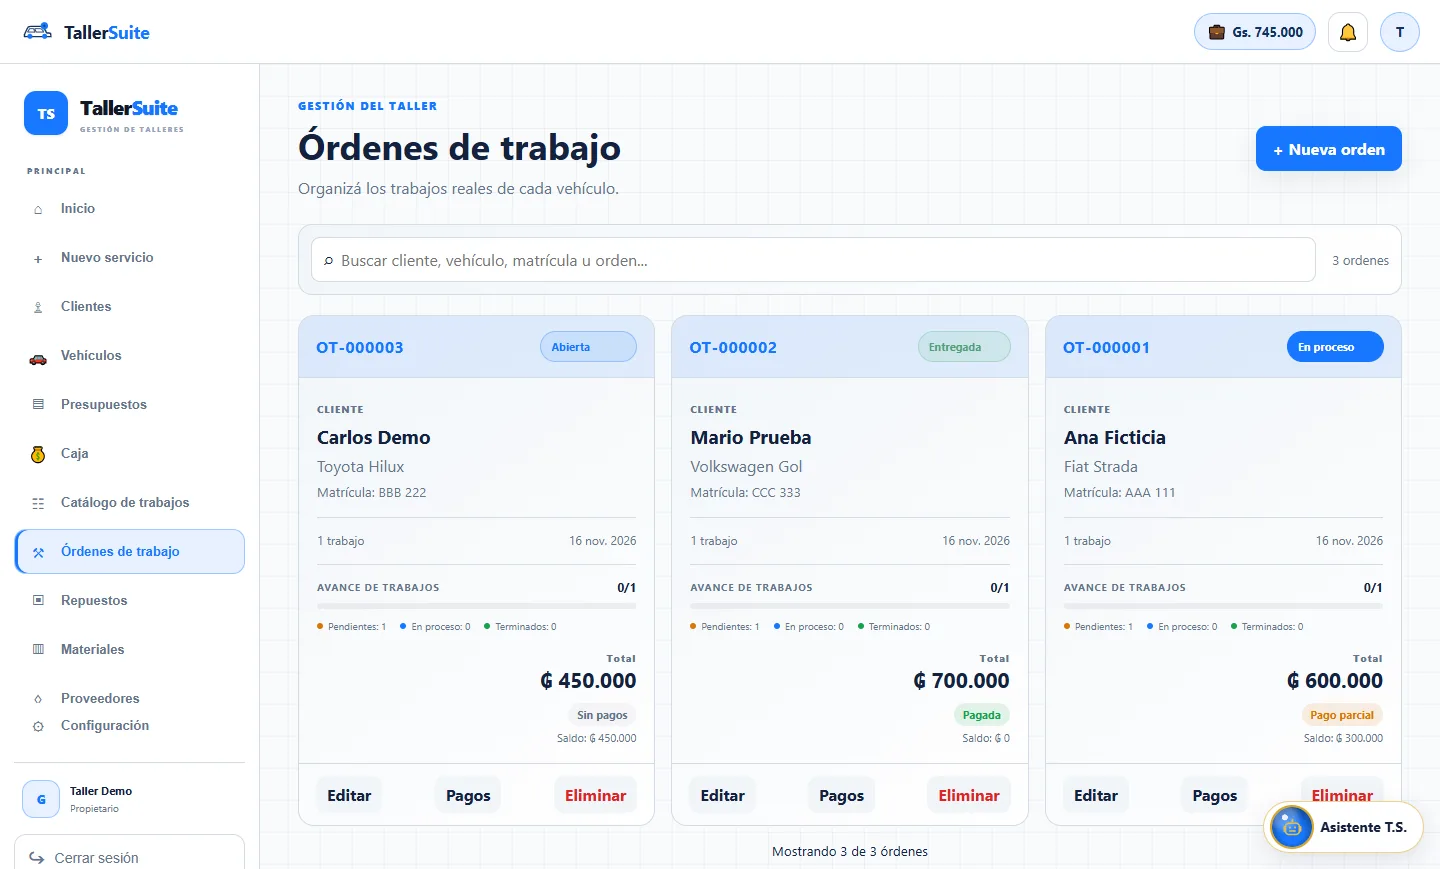 TallerSuite
Gs. 745.000
T
TS
TallerSuite
GESTIÓN DE TALLERES
PRINCIPAL
Inicio
Nuevo servicio
Clientes
Vehículos
Presupuestos
Caja
Catálogo de trabajos
Órdenes de trabajo
Repuestos
Materiales
Proveedores
Configuración
G
Taller Demo
Propietario
Cerrar sesión
GESTIÓN DEL TALLER
Órdenes de trabajo
Organizá los trabajos reales de cada vehículo.
+ Nueva orden
Buscar cliente, vehículo, matrícula u orden...
3 ordenes
OT-000003
Abierta
CLIENTE
Carlos Demo
Toyota Hilux
Matrícula: BBB 222
1 trabajo
16 nov. 2026
AVANCE DE TRABAJOS
0/1
Pendientes: 1
En proceso: 0
Terminados: 0
Total
₲ 450.000
Sin pagos
Saldo: ₲ 450.000
Editar
Pagos
Eliminar
OT-000002
Entregada
CLIENTE
Mario Prueba
Volkswagen Gol
Matrícula: CCC 333
1 trabajo
16 nov. 2026
AVANCE DE TRABAJOS
0/1
Pendientes: 1
En proceso: 0
Terminados: 0
Total
₲ 700.000
Pagada
Saldo: ₲ 0
Editar
Pagos
Eliminar
OT-000001
En proceso
CLIENTE
Ana Ficticia
Fiat Strada
Matrícula: AAA 111
1 trabajo
16 nov. 2026
AVANCE DE TRABAJOS
0/1
Pendientes: 1
En proceso: 0
Terminados: 0
Total
₲ 600.000
Pago parcial
Saldo: ₲ 300.000
Editar
Pagos
Eliminar
Mostrando 3 de 3 órdenes
Asistente T.S.